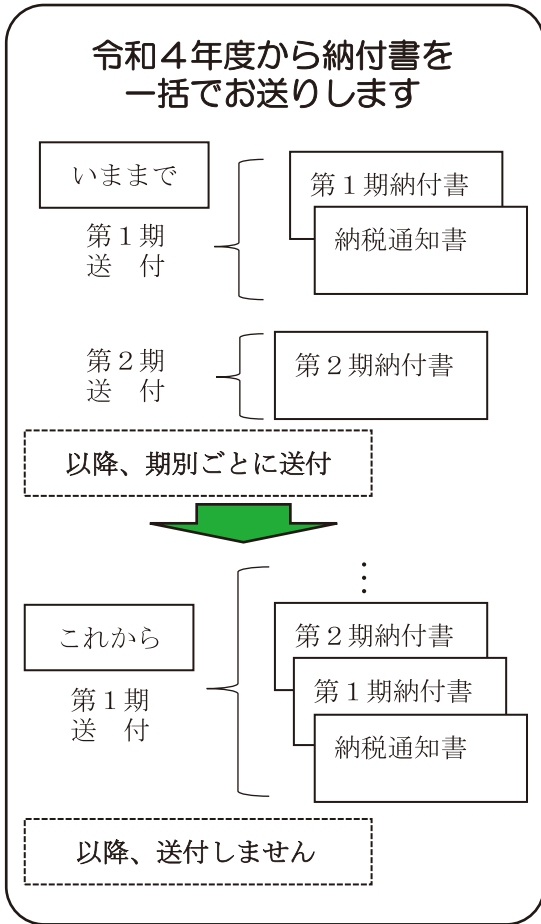 令和４年度から納付書を
一括でお送りします
いままで
第１期
送　付
第１期納付書
納税通知書
第２期
送　付
第２期納付書
以降、期別ごとに送付
これから
第１期
送　付
⋮
第２期納付書
第１期納付書
納税通知書
以降、送付しません